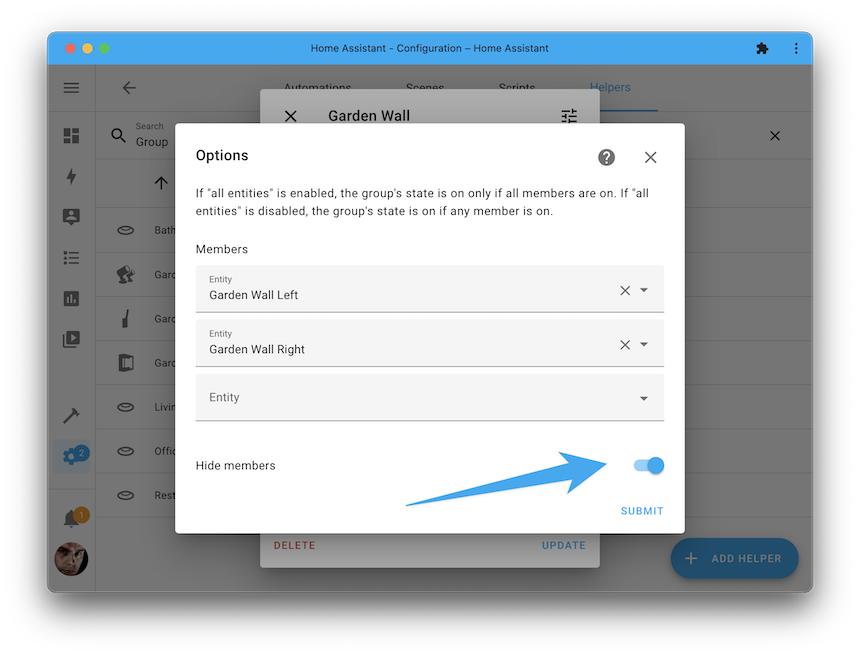 Home Assistant - Configuration – Home Assistant
Automations Scenes Scripts Helpers
Search
Group
Garden Wall
Options
If "all entities" is enabled, the group's state is on only if all members are on. If "all
entities" is disabled, the group's state is on if any member is on.
Members
Entity
Garden Wall Left
Entity
Garden Wall Right
Entity
Hide members
SUBMIT
Bath
Gard
Gard
Gard
Livin
Offic
Rest
2
1
DELETE UPDATE
ADD HELPER